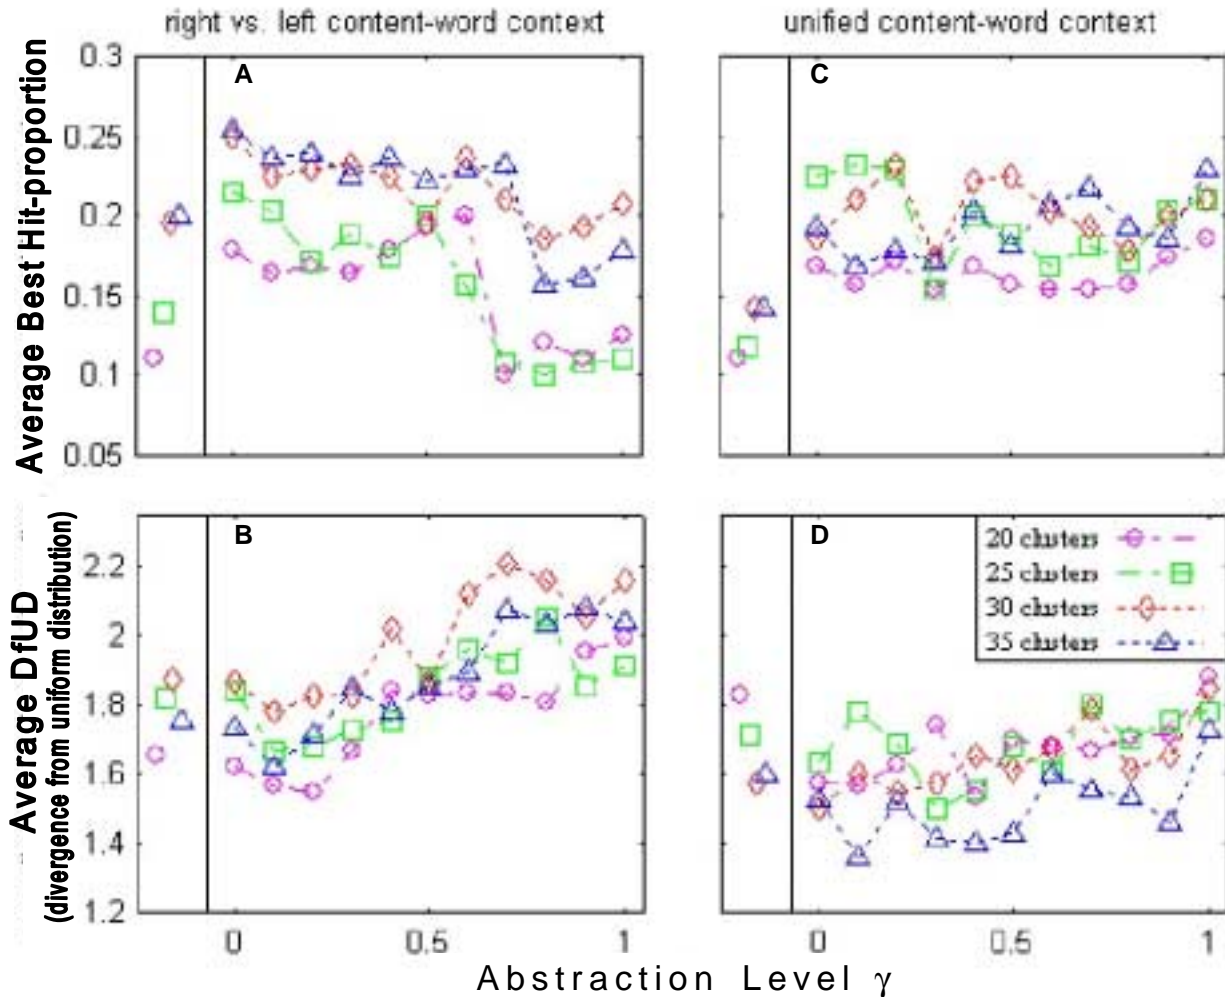 right vs. left content-word context
unified content-word context
Average Best Hit-proportion
0.3
0.25
0.2
0.15
0.1
0.05
A
C
Average DfUD
(divergence from uniform distribution)
2.2
2
1.8
1.6
1.4
1.2
B
D
20 clusters
25 clusters
30 clusters
35 clusters
0
0.5
1
0
0.5
1
Abstraction Level γ